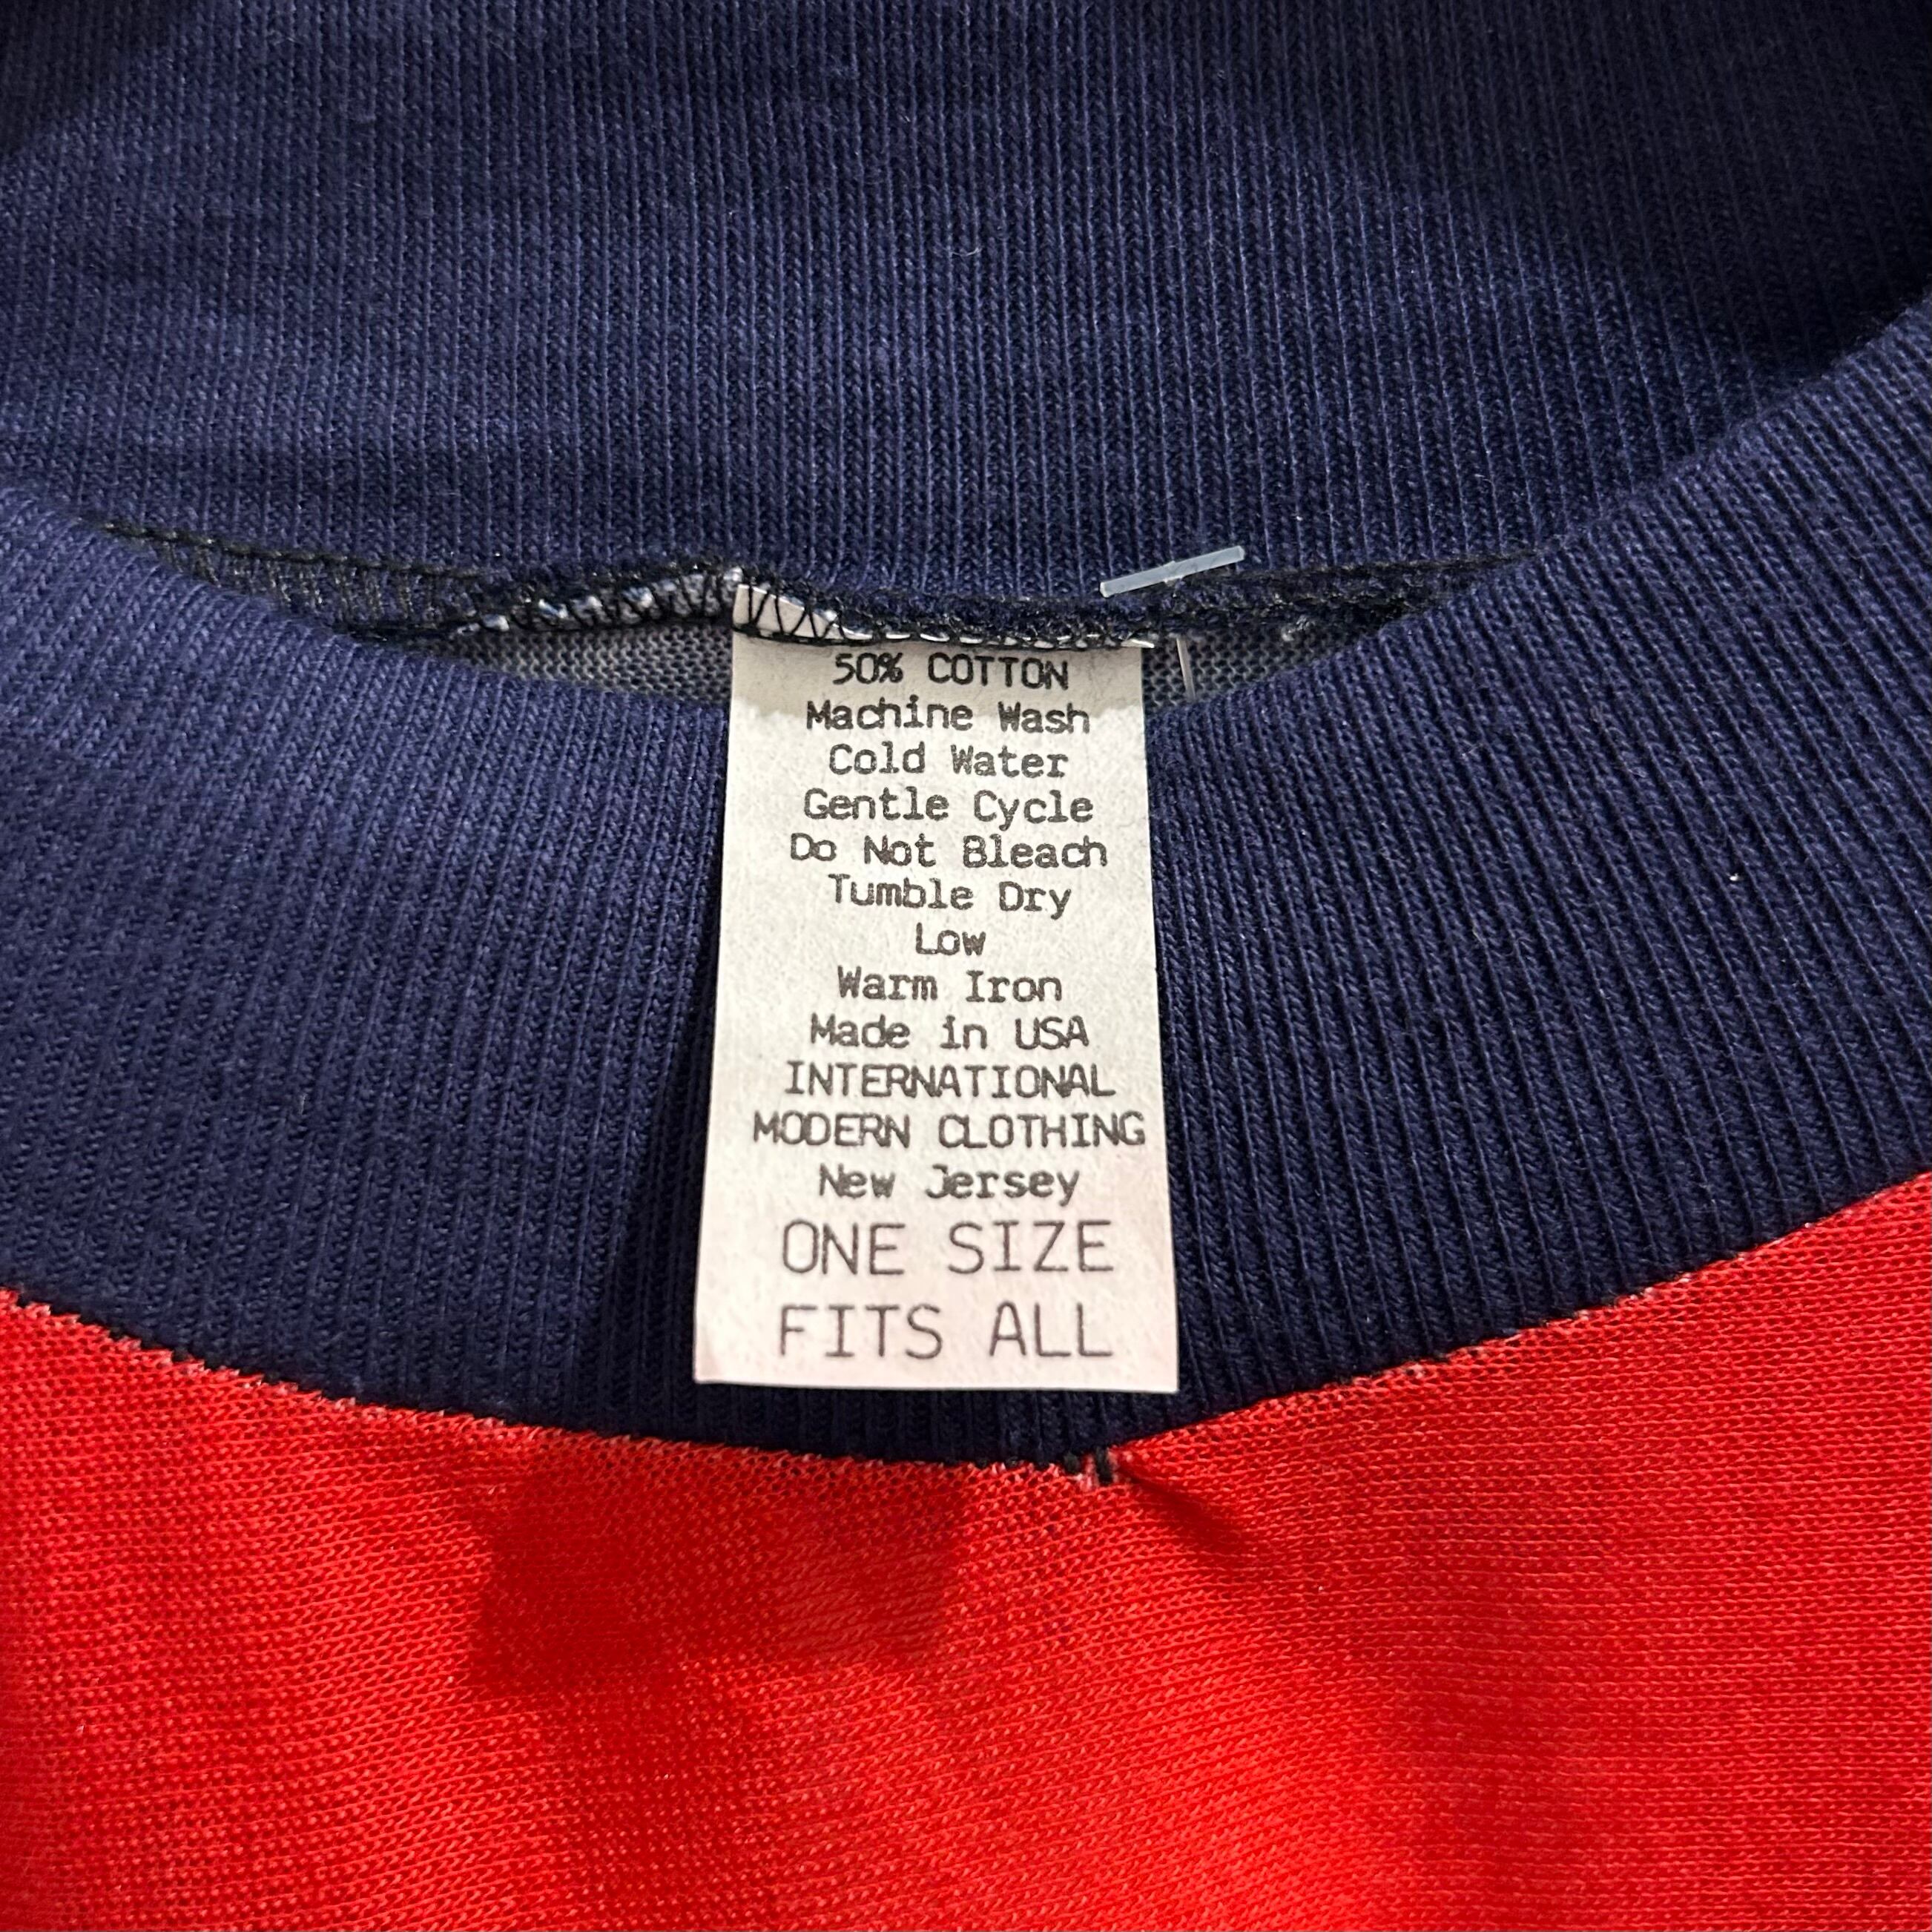 50% COTTON
Machine Wash
Cold Water
Gentle Cycle
Do Not Bleach
Tumble Dry
Low
Warm Iron
Made in USA
INTERNATIONAL
MODERN CLOTHING
New Jersey
ONE SIZE
FITS ALL